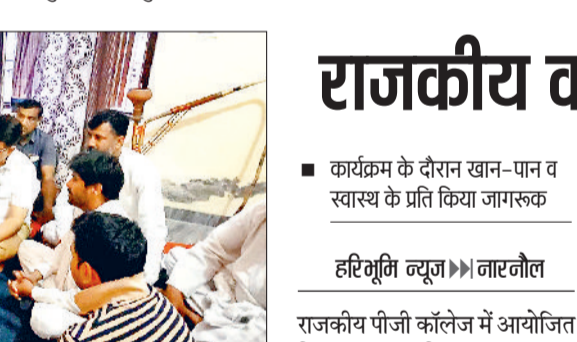 राजकीय
■ कार्यक्रम के दौरान खान-पान व
स्वास्थ के प्रति किया जागरूक
हरिभूमि न्यूज▶▶| नारनौल
राजकीय पीजी कॉलेज में आयोजित